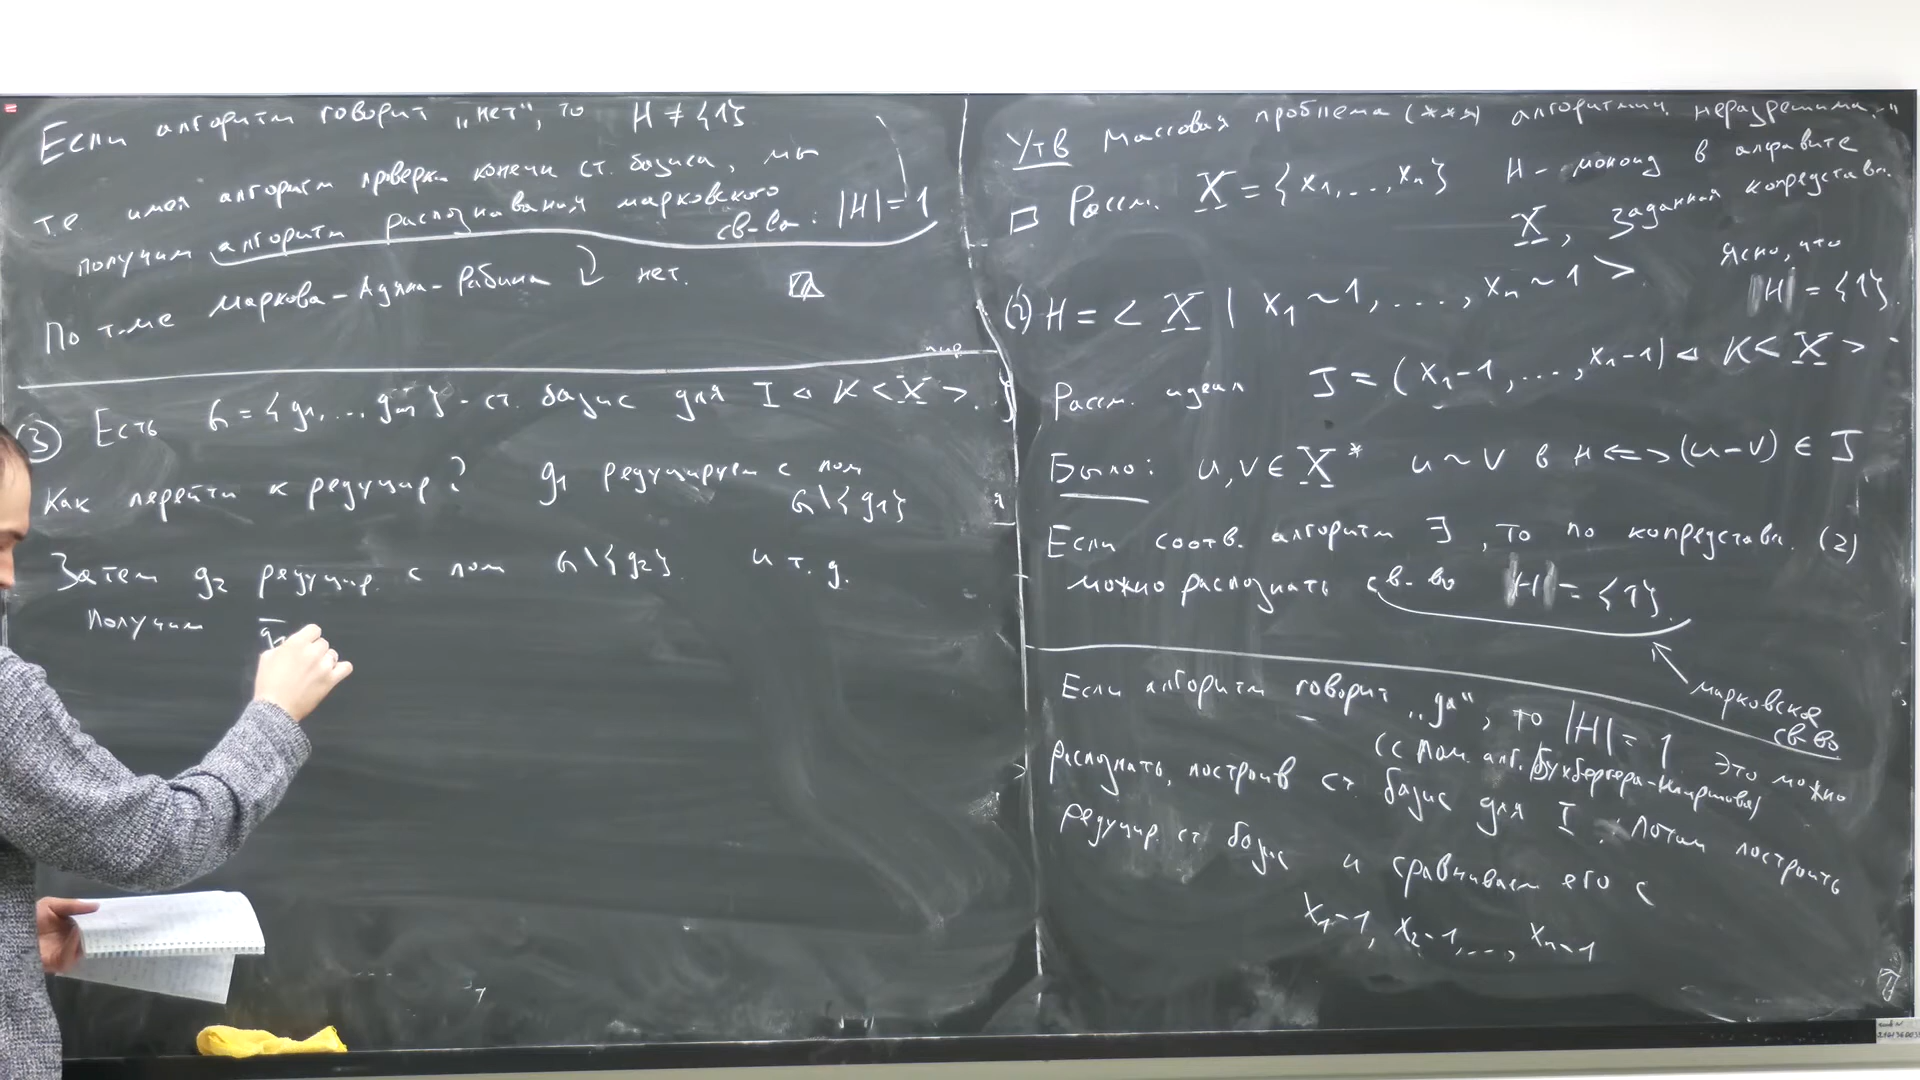 Если алгоритм говорит „нет", то H ≠ {1}
т.е. имея алгоритм проверки конечн ст. базиса, мы
получим алгоритм распознавания марковского
св-ва: |H| = 1
По т-ме Маркова-Адяна-Рабина нет.
(3) Есть G = {g₁, ... gₘ} - ст. базис для I ◁ K<X>.
Как перейти к редуцир? g₁ редуцируем с пом
G\{g₁}
Затем g₂ редуцир. с пом G\{g₂} и т.д.
Получим
Утв Массовая проблема (***) алгоритмич. неразрешима."
□ Рассм. X = {x₁, ..., xₙ} H - моноид в алфавите
X, заданная копредставл.
Ясно, что
(2) H = < X | x₁ ~ 1, ..., xₙ ~ 1 >. H = {1}.
Рассм. идеал J = (x₁-1, ..., xₙ-1) ◁ K<X>.
Было: u, v ∈ X* u ~ v в H <=> (u-v) ∈ J
Если соотв. алгоритм ∃, то по копредставл. (2)
можно распознать св-во H = {1}.
марковское
св-во
Если алгоритм говорит „да", то |H| = 1. Это можно
(с пом. алг. Бухбергера-
распознать, построив ст. базис для I. Потом построить
редуцир. ст. базис и сравниваем его с
x₁-1, x₂-1, ..., xₙ-1